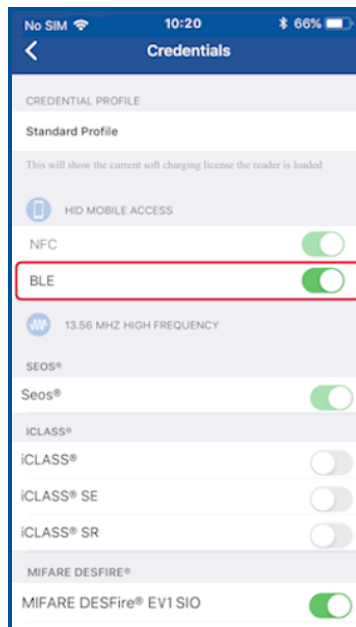 No SIM 10:20 66%
Credentials
CREDENTIAL PROFILE
Standard Profile
This will show the current soft charging license the reader is loaded
HID MOBILE ACCESS
NFC
BLE
13.56 MHZ HIGH FREQUENCY
SEOS®
Seos®
ICLASS®
iCLASS®
iCLASS® SE
iCLASS® SR
MIFARE DESFIRE®
MIFARE DESFire® EV1 SIO